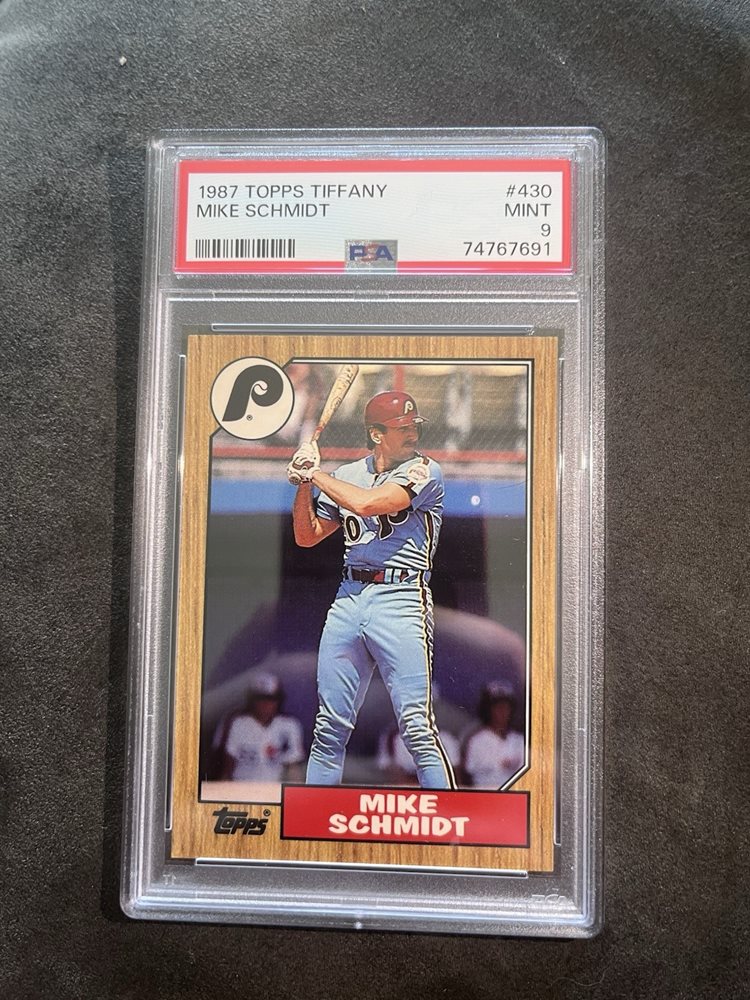 1987 TOPPS TIFFANY #430
MIKE SCHMIDT MINT
9
PSA 74767691
P
®
P
topps®
MIKE
SCHMIDT